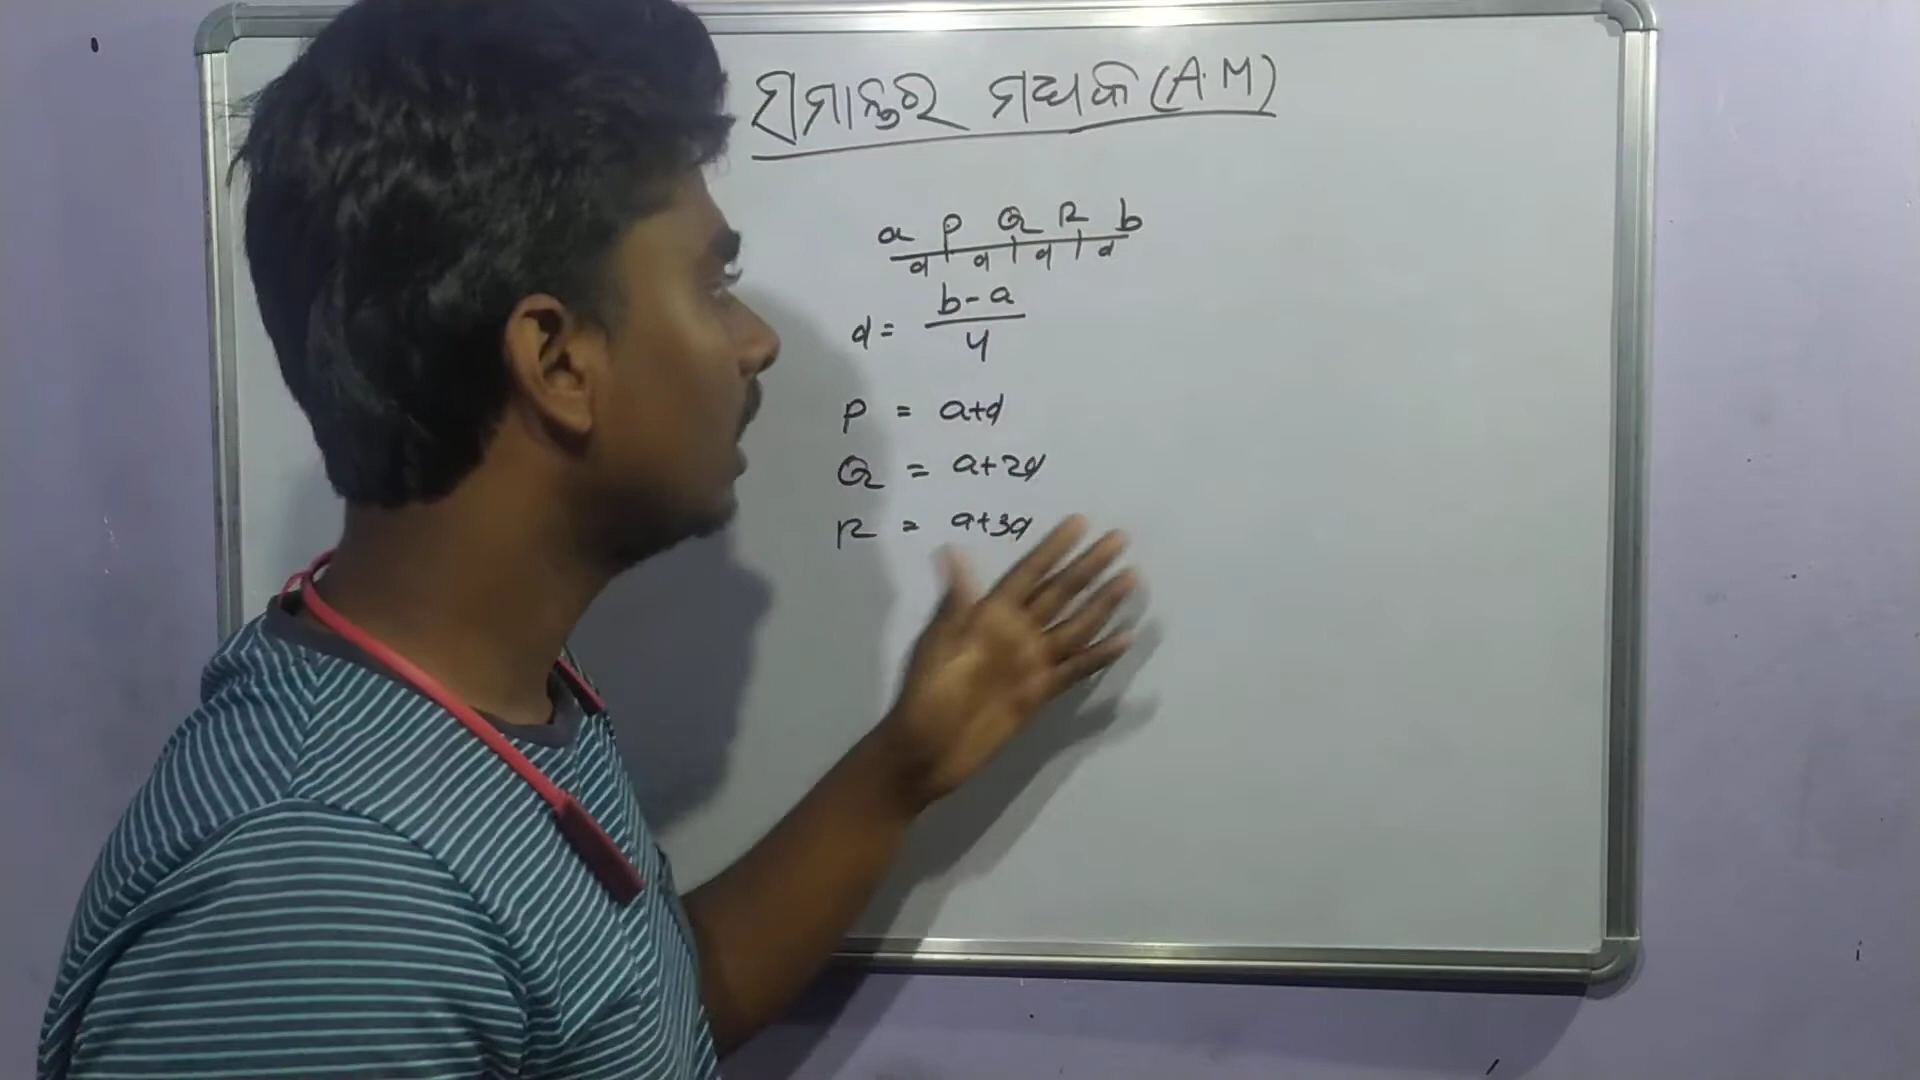 ସମାନ୍ତର ମଧ୍ୟକ (A.M)
a P Q R b
d d d d
d = b-a
4
P = a+d
Q = a+2d
R = a+3d